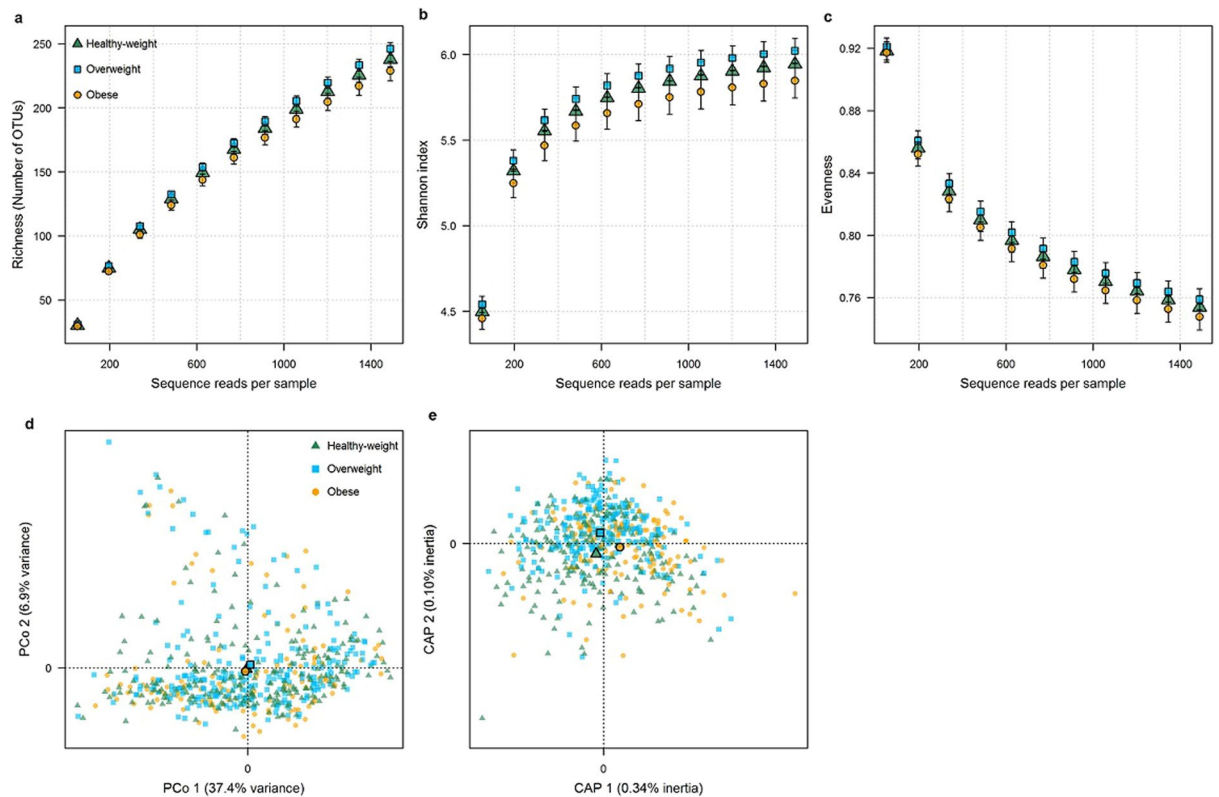 a
250
200
150
100
50
Richness (Number of OTUs)
Healthy-weight
Overweight
Obese
200
600
1000
1400
Sequence reads per sample
b
6.0
5.5
5.0
4.5
Shannon index
200
600
1000
1400
Sequence reads per sample
c
0.92
0.88
0.84
0.80
0.76
Evenness
200
600
1000
1400
Sequence reads per sample
d
Healthy-weight
Overweight
Obese
PCo 2 (6.9% variance)
0
0
PCo 1 (37.4% variance)
e
CAP 2 (0.10% inertia)
0
0
CAP 1 (0.34% inertia)